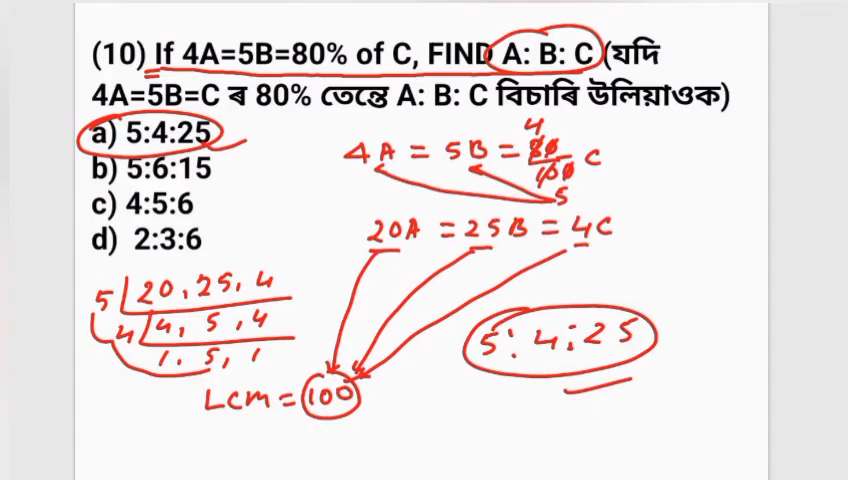 (10) If 4A=5B=80% of C, FIND A: B: C (যদি
4A=5B=C ৰ 80% তেন্তে A: B: C বিচাৰি উলিয়াওক)
a) 5:4:25
b) 5:6:15
c) 4:5:6
d) 2:3:6
4
4A = 5B = 80/100 C
5
20A = 25B = 4C
5 | 20, 25, 4
4 | 4, 5, 4
1, 5, 1
LCM = 100
5:4:25